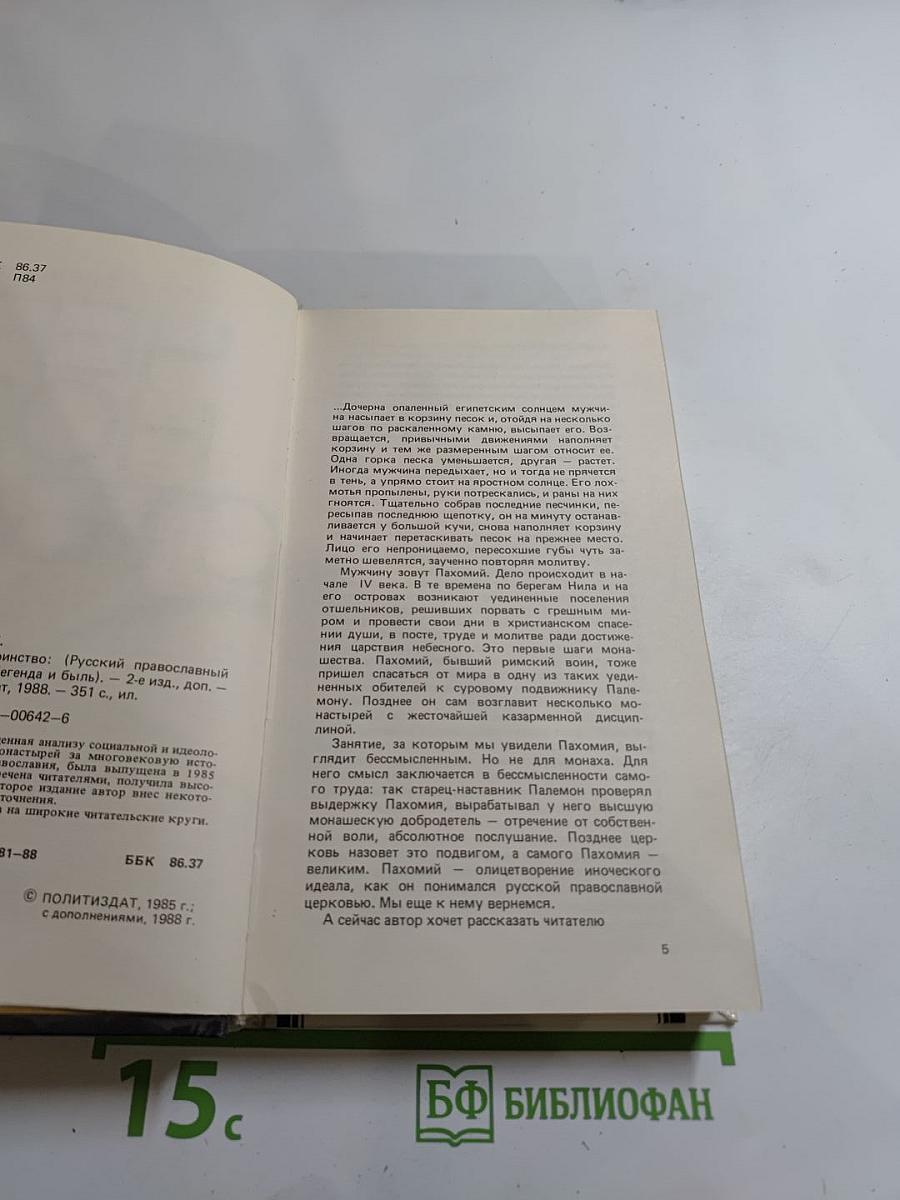 86.37
П84
(Русский православный
егенда и быль). — 2-е изд., доп. —
1988. — 351 с., ил.
—00642—6
анализу социальной и идеоло-
онастырей за многовековую исто-
вославия, была выпущена в 1985
речена читателями, получила высо-
торое издание автор внес некото-
точнения.
на широкие читательские круги.
81—88
ББК 86.37
© ПОЛИТИЗДАТ, 1985 г.;
с дополнениями, 1988 г.
...Дочерна опаленный египетским солнцем мужчи-
на насыпает в корзину песок и, отойдя на несколько
шагов по раскаленному камню, высыпает его. Воз-
вращается, привычными движениями наполняет
корзину и тем же размеренным шагом относит ее.
Одна горка песка уменьшается, другая — растет.
Иногда мужчина передыхает, но и тогда не прячется
в тень, а упрямо стоит на яростном солнце. Его лох-
мотья пропылены, руки потрескались, и раны на них
гноятся. Тщательно собрав последние песчинки, пе-
ресыпав последнюю щепотку, он на минуту останав-
ливается у большой кучи, снова наполняет корзину
и начинает перетаскивать песок на прежнее место.
Лицо его непроницаемо, пересохшие губы чуть за-
метно шевелятся, заученно повторяя молитву.
Мужчину зовут Пахомий. Дело происходит в на-
чале IV века. В те времена по берегам Нила и на
его островах возникают уединенные поселения
отшельников, решивших порвать с грешным ми-
ром и провести свои дни в христианском спасе-
нии души, в посте, труде и молитве ради достиже-
ния царствия небесного. Это первые шаги мона-
шества. Пахомий, бывший римский воин, тоже
пришел спасаться от мира в одну из таких уеди-
ненных обителей к суровому подвижнику Пале-
мону. Позднее он сам возглавит несколько мо-
настырей с жесточайшей казарменной дисцип-
линой.
Занятие, за которым мы увидели Пахомия, вы-
глядит бессмысленным. Но не для монаха. Для
него смысл заключается в бессмысленности само-
го труда: так старец-наставник Палемон проверял
выдержку Пахомия, вырабатывал у него высшую
монашескую добродетель — отречение от собствен-
ной воли, абсолютное послушание. Позднее цер-
ковь назовет это подвигом, а самого Пахомия —
великим. Пахомий — олицетворение иноческого
идеала, как он понимался русской православной
церковью. Мы еще к нему вернемся.
А сейчас автор хочет рассказать читателю
5
15 с
БФ БИБЛИОФАН